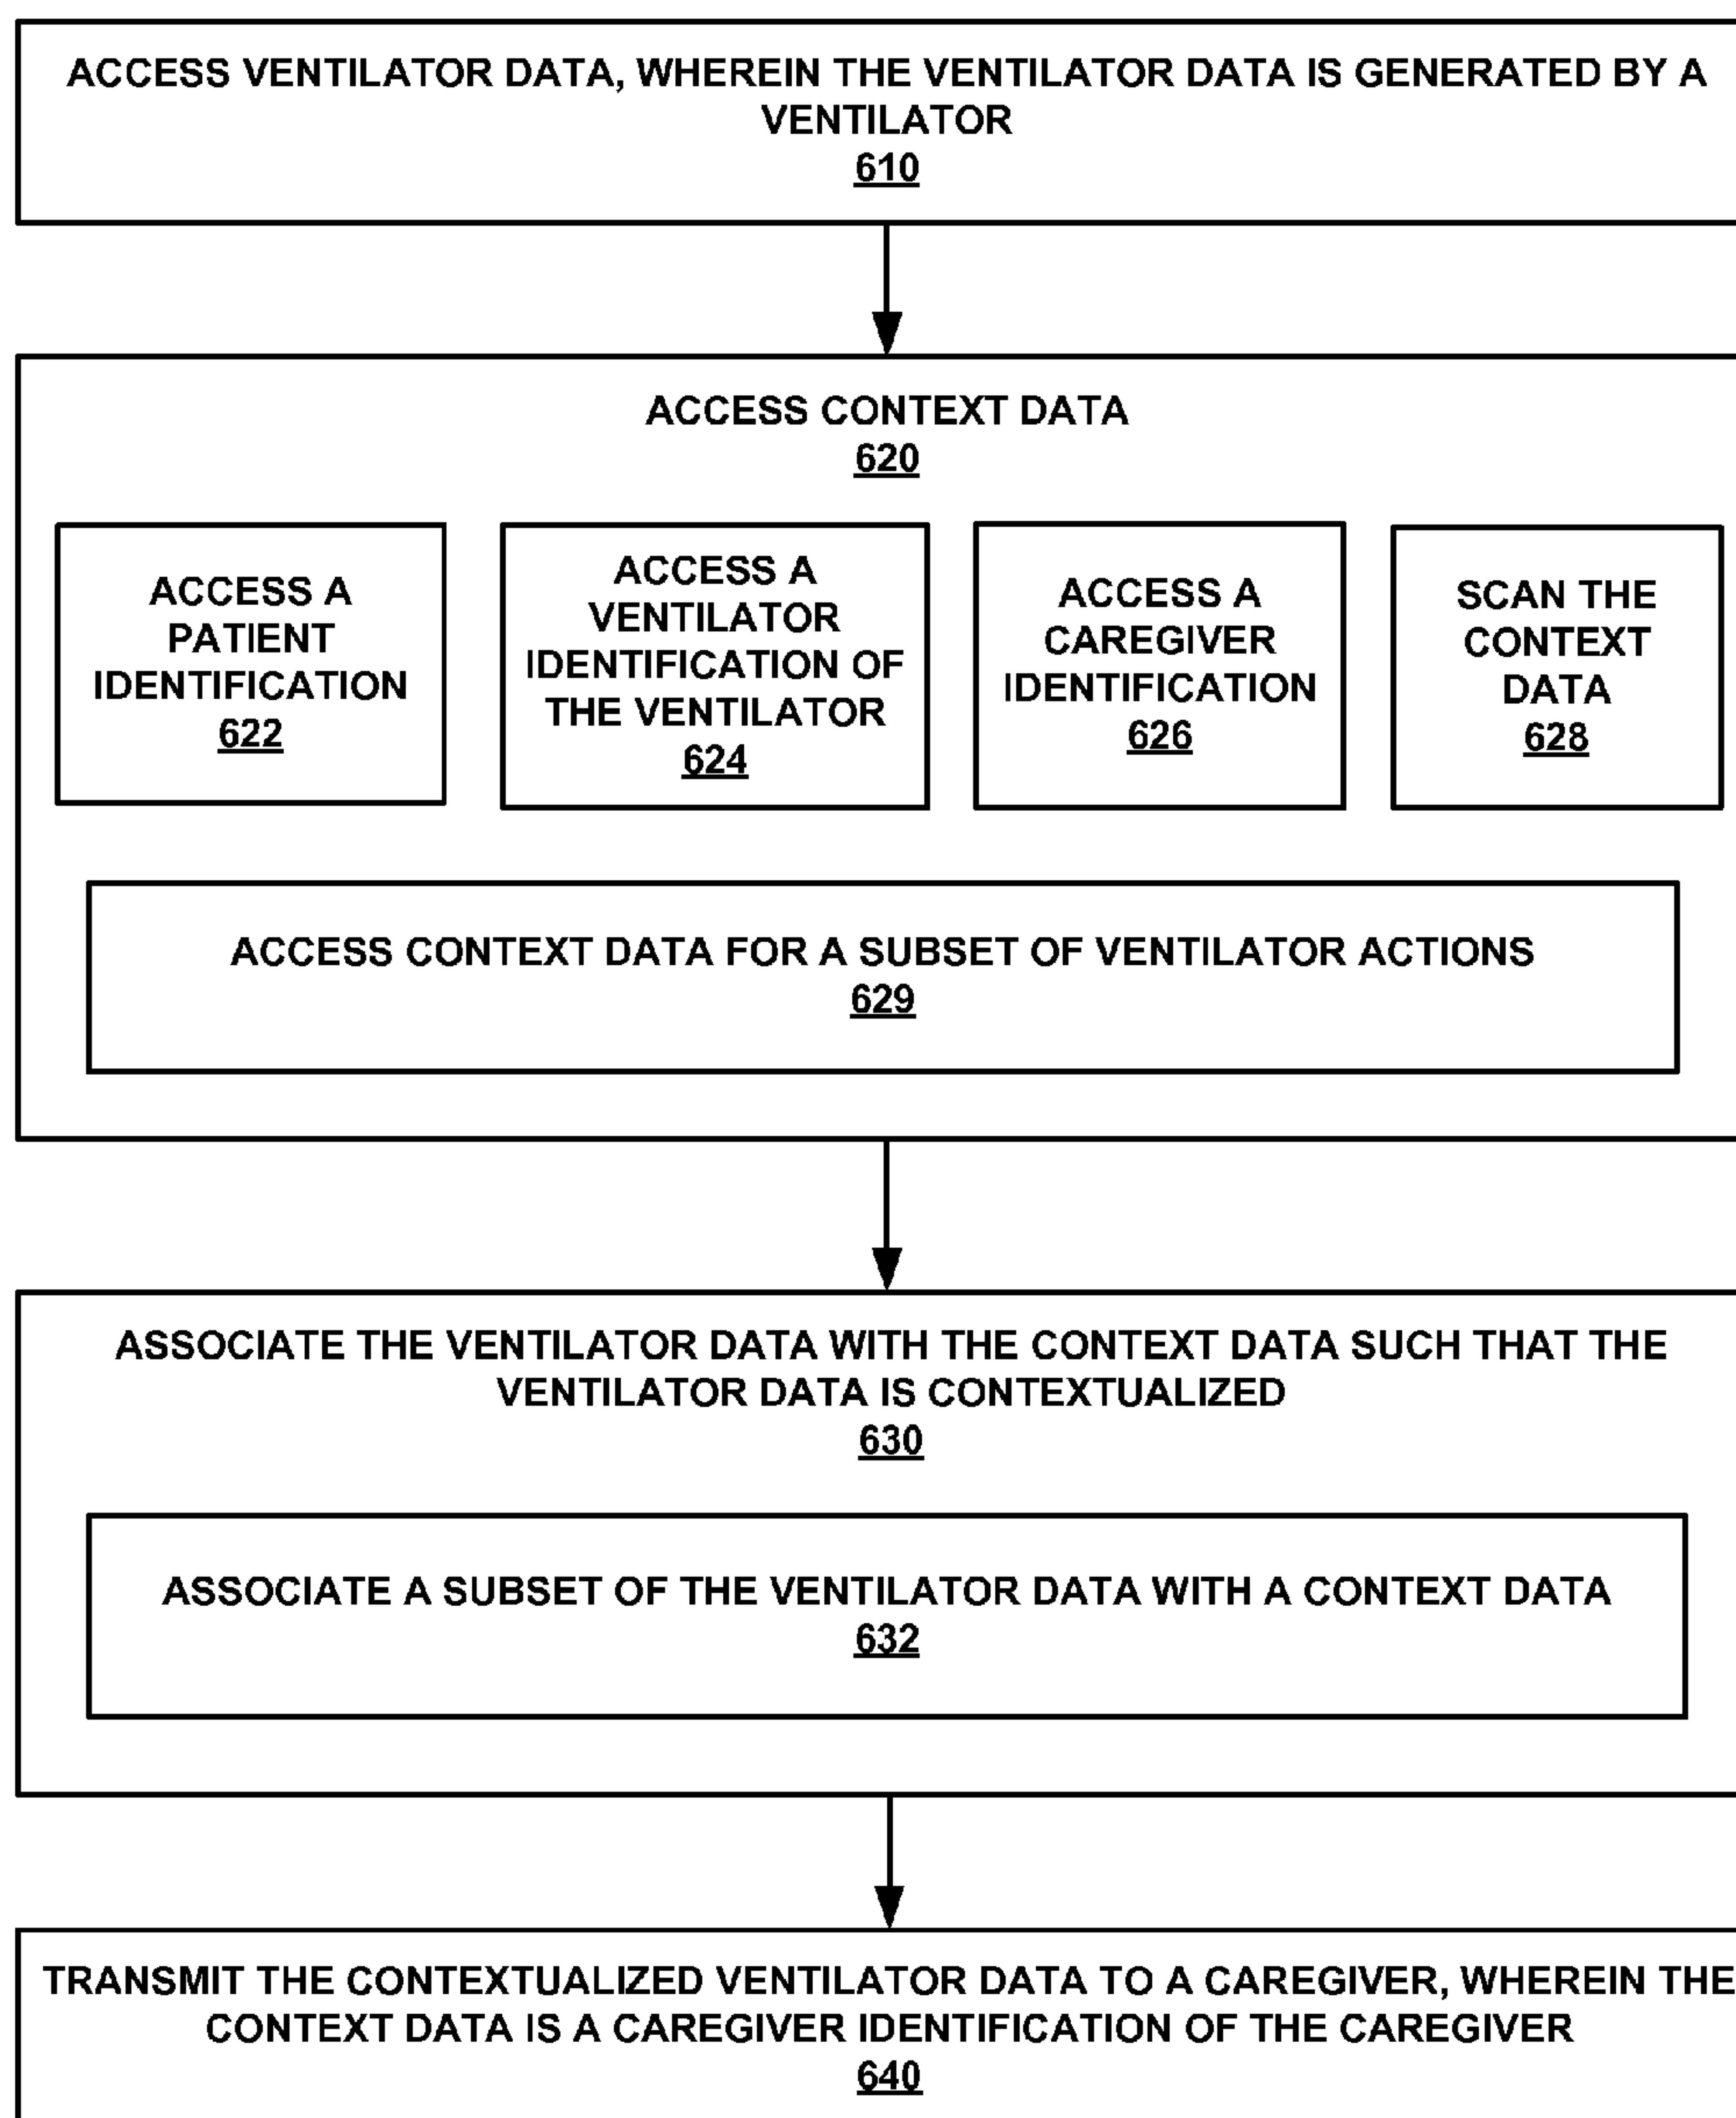 ACCESS VENTILATOR DATA, WHEREIN THE VENTILATOR DATA IS GENERATED BY A
VENTILATOR
610
ACCESS CONTEXT DATA
620
ACCESS A
PATIENT
IDENTIFICATION
622
ACCESS A
VENTILATOR
IDENTIFICATION OF
THE VENTILATOR
624
ACCESS A
CAREGIVER
IDENTIFICATION
626
SCAN THE
CONTEXT
DATA
628
ACCESS CONTEXT DATA FOR A SUBSET OF VENTILATOR ACTIONS
629
ASSOCIATE THE VENTILATOR DATA WITH THE CONTEXT DATA SUCH THAT THE
VENTILATOR DATA IS CONTEXTUALIZED
630
ASSOCIATE A SUBSET OF THE VENTILATOR DATA WITH A CONTEXT DATA
632
TRANSMIT THE CONTEXTUALIZED VENTILATOR DATA TO A CAREGIVER, WHEREIN THE
CONTEXT DATA IS A CAREGIVER IDENTIFICATION OF THE CAREGIVER
640